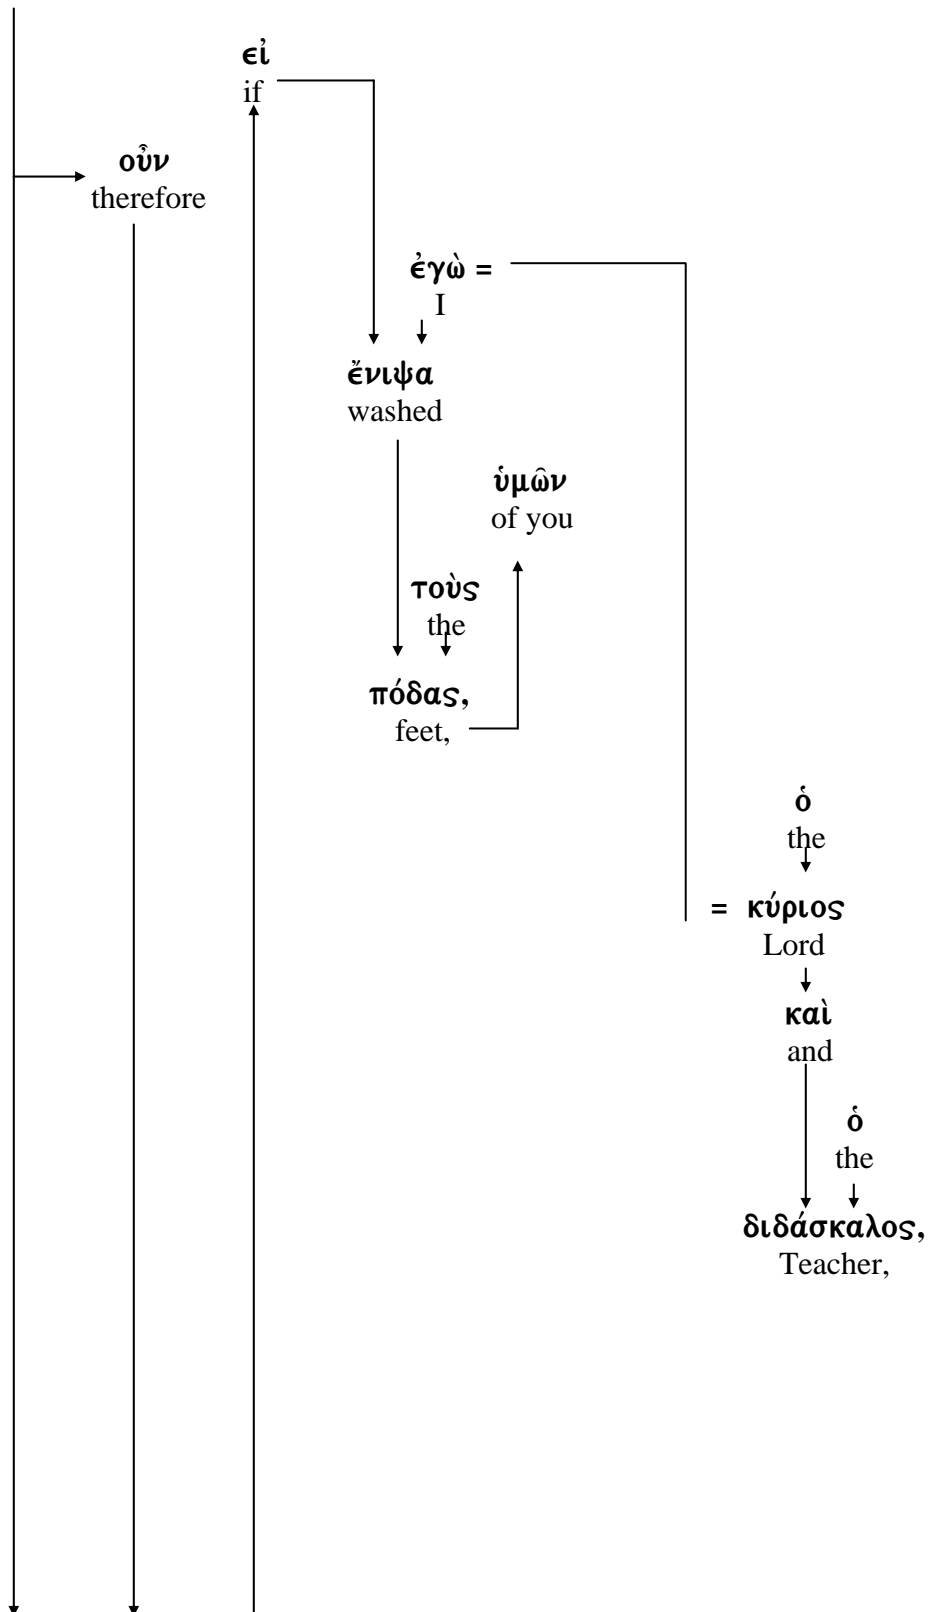 εἰ
if
οὖν
therefore
ἐγὼ =
I
ἔνιψα
washed
ὑμῶν
of you
τοὺς
the
πόδας,
feet,
ὁ
the
= κύριος
Lord
καὶ
and
ὁ
the
διδάσκαλος,
Teacher,